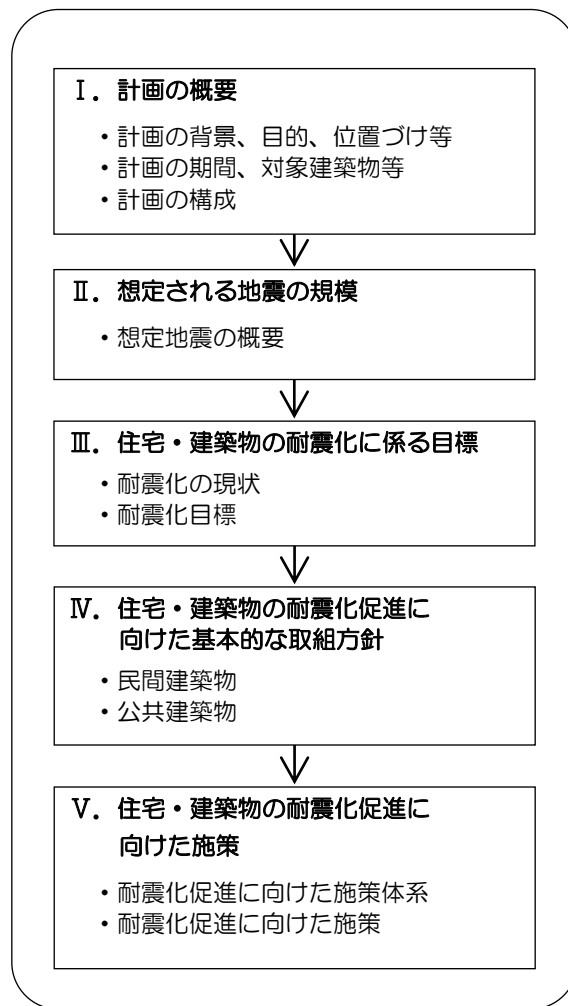 Ⅰ．計画の概要
・計画の背景、目的、位置づけ等
・計画の期間、対象建築物等
・計画の構成
Ⅱ．想定される地震の規模
・想定地震の概要
Ⅲ．住宅・建築物の耐震化に係る目標
・耐震化の現状
・耐震化目標
Ⅳ．住宅・建築物の耐震化促進に
向けた基本的な取組方針
・民間建築物
・公共建築物
Ⅴ．住宅・建築物の耐震化促進に
向けた施策
・耐震化促進に向けた施策体系
・耐震化促進に向けた施策